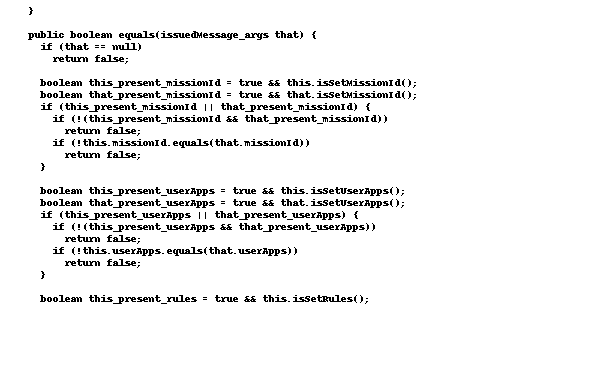 }
public boolean equals(issuedMessage_args that) {
if (that == null)
return false;
boolean this_present_missionId = true && this.isSetMissionId();
boolean that_present_missionId = true && that.isSetMissionId();
if (this_present_missionId || that_present_missionId) {
if (!(this_present_missionId && that_present_missionId))
return false;
if (!this.missionId.equals(that.missionId))
return false;
}
boolean this_present_userApps = true && this.isSetUserApps();
boolean that_present_userApps = true && that.isSetUserApps();
if (this_present_userApps || that_present_userApps) {
if (!(this_present_userApps && that_present_userApps))
return false;
if (!this.userApps.equals(that.userApps))
return false;
}
boolean this_present_rules = true && this.isSetRules();